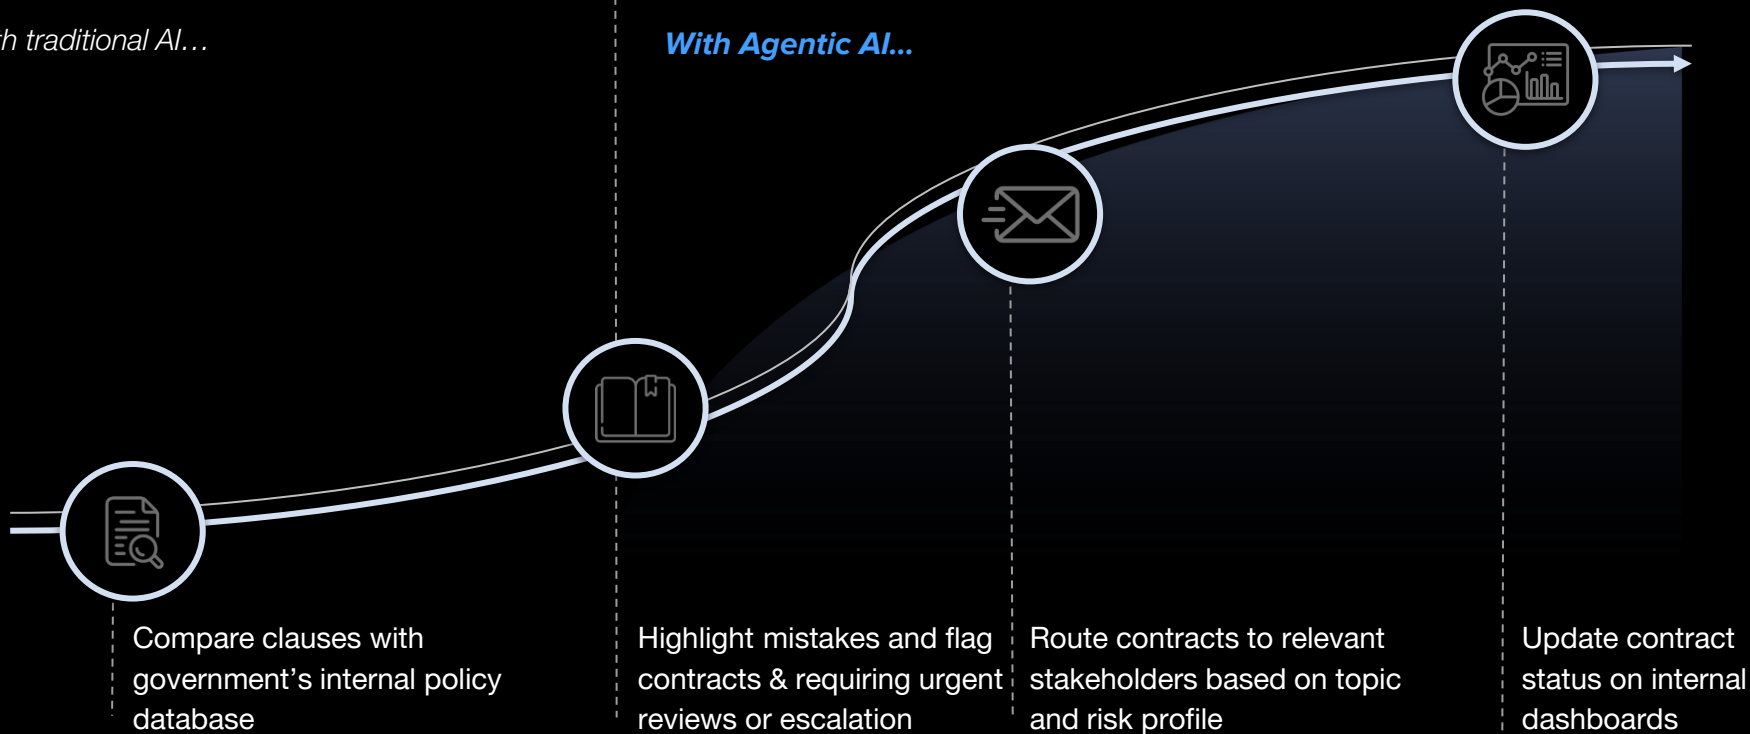 traditional AI...
With Agentic AI...
Compare clauses with
government's internal policy
database
Highlight mistakes and flag
contracts & requiring urgent
reviews or escalation
Route contracts to relevant
stakeholders based on topic
and risk profile
Update contract
status on internal
dashboards